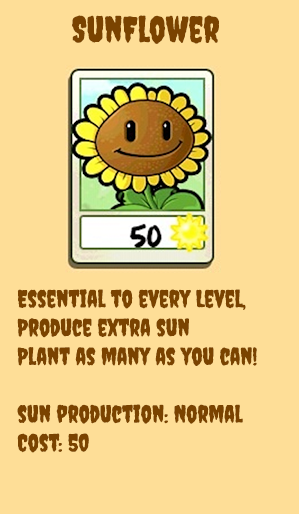 SUNFLOWER
50
ESSENTIAL TO EVERY LEVEL,
PRODUCE EXTRA SUN
PLANT AS MANY AS YOU CAN!
SUN PRODUCTION: NORMAL
COST: 50